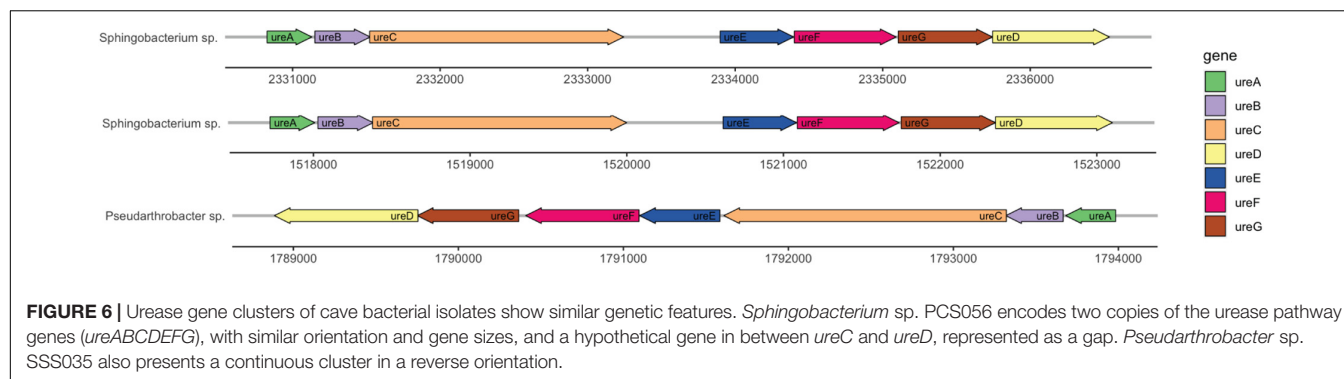 Sphingobacterium sp.
ureA ureB ureC ureE ureF ureG ureD
2331000 2332000 2333000 2334000 2335000 2336000
Sphingobacterium sp.
ureA ureB ureC ureE ureF ureG ureD
1518000 1519000 1520000 1521000 1522000 1523000
Pseudarthrobacter sp.
ureD ureG ureF ureE ureC ureB ureA
1789000 1790000 1791000 1792000 1793000 1794000
gene
ureA
ureB
ureC
ureD
ureE
ureF
ureG
FIGURE 6 | Urease gene clusters of cave bacterial isolates show similar genetic features. Sphingobacterium sp. PCS056 encodes two copies of the urease pathway
genes (ureABCDEFG), with similar orientation and gene sizes, and a hypothetical gene in between ureC and ureD, represented as a gap. Pseudarthrobacter sp.
SSS035 also presents a continuous cluster in a reverse orientation.